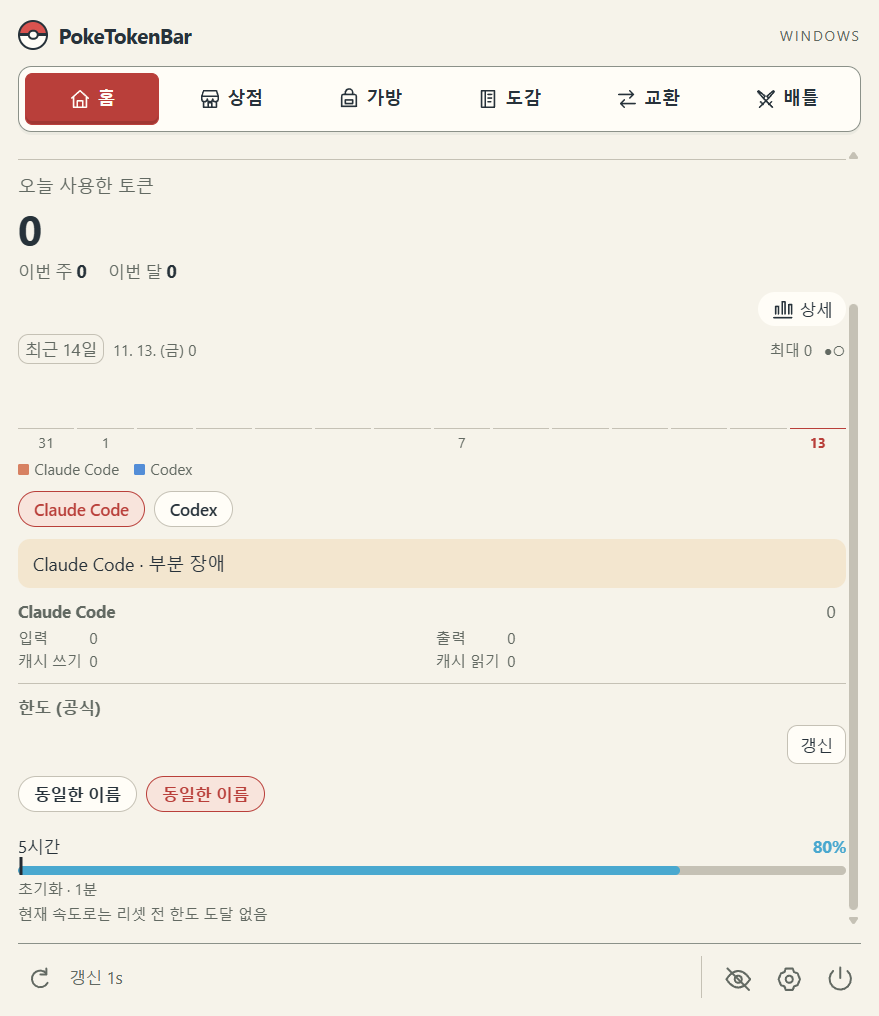 PokeTokenBar
WINDOWS
홈 상점 가방 도감 교환 배틀
오늘 사용한 토큰
0
이번 주 0 이번 달 0
상세
최근 14일 11. 13. (금) 0 최대 0
31 1 7 13
Claude Code Codex
Claude Code Codex
Claude Code · 부분 장애
Claude Code 0
입력 0 출력 0
캐시 쓰기 0 캐시 읽기 0
한도 (공식)
갱신
동일한 이름 동일한 이름
5시간 80%
초기화 · 1분
현재 속도로는 리셋 전 한도 도달 없음
갱신 1s